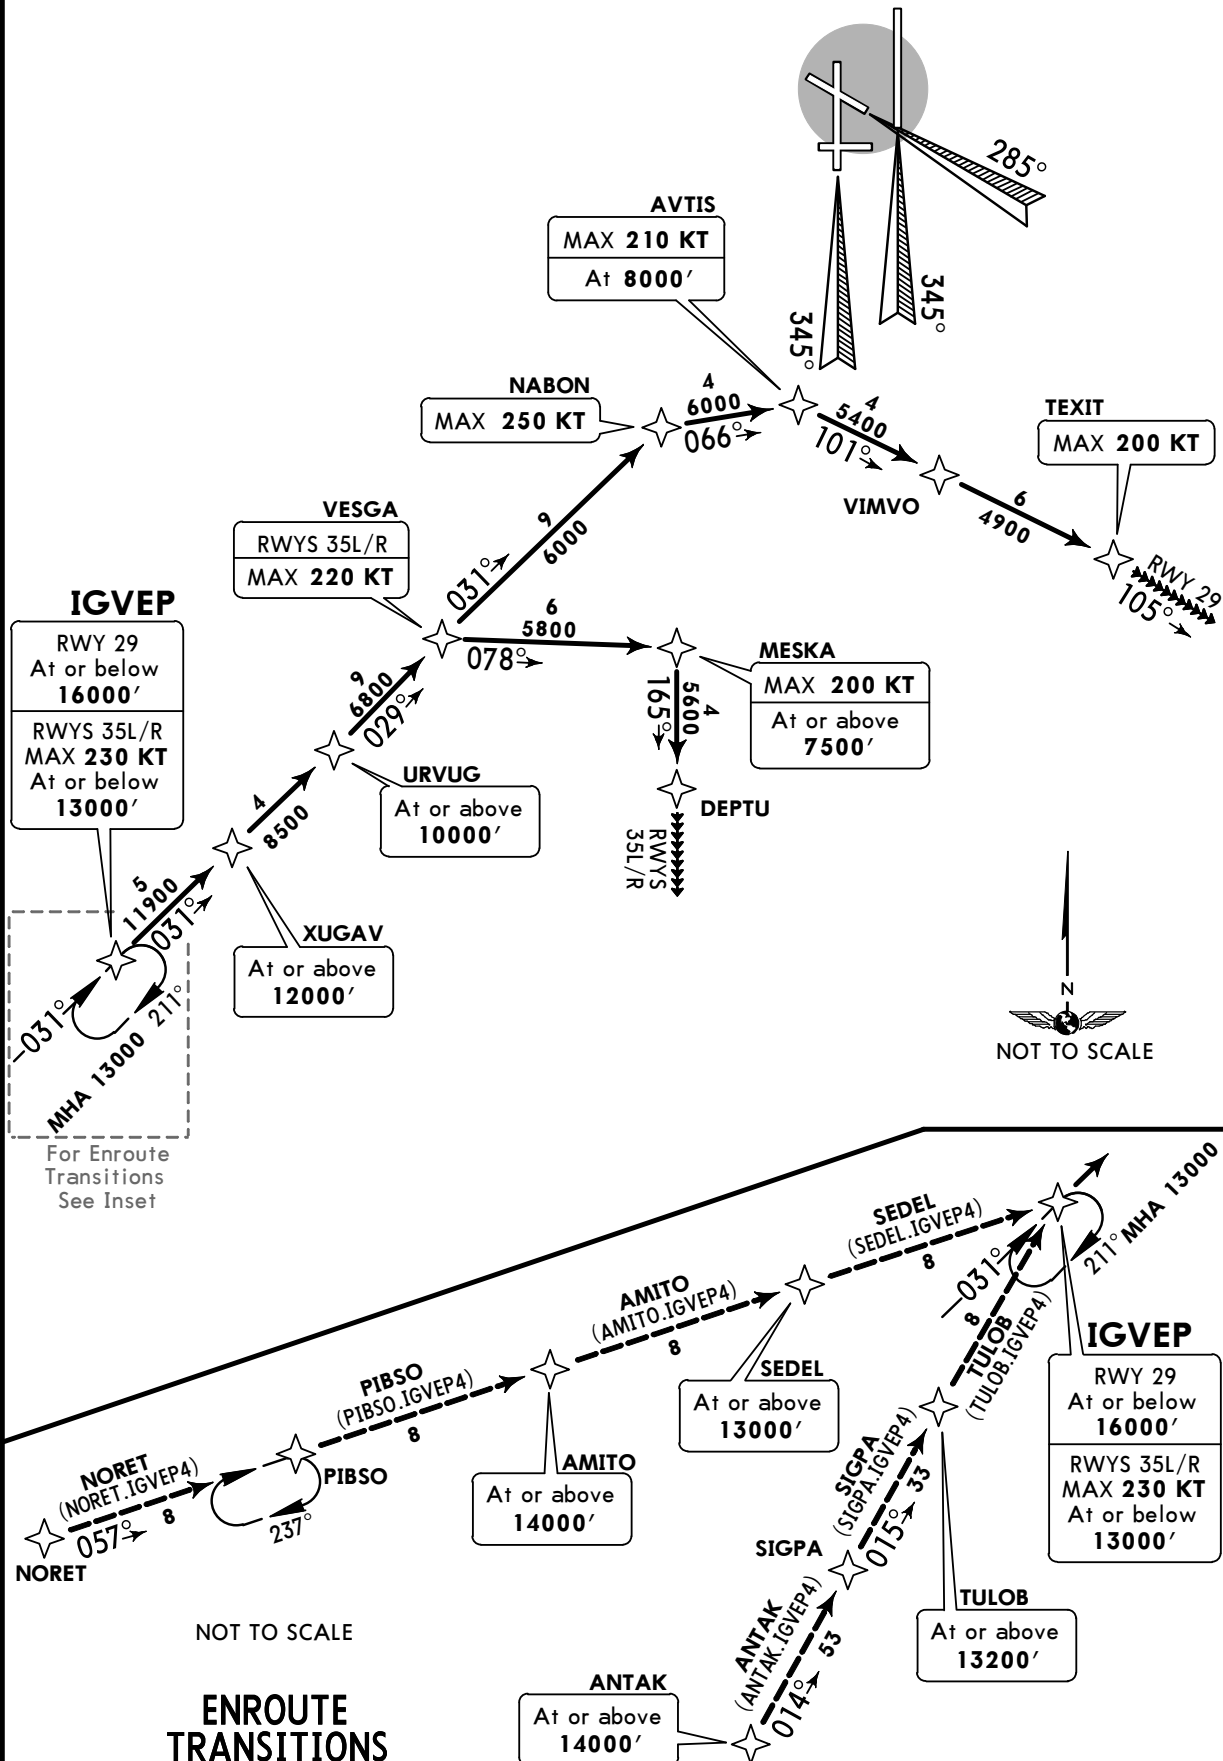 285°
345°
345°
AVTIS
MAX 210 KT
At 8000′
NABON
MAX 250 KT
4
6000
066°
4
5400
101°
TEXIT
MAX 200 KT
VIMVO
6
4900
RWY 29
105°
VESGA
RWYS 35L/R
MAX 220 KT
031°
9
6000
6
5800
078°
MESKA
MAX 200 KT
At or above
7500′
4
5600
165°
DEPTU
RWYS
35L/R
IGVEP
RWY 29
At or below
16000′
RWYS 35L/R
MAX 230 KT
At or below
13000′
9
6800
029°
URVUG
At or above
10000′
4
8500
5
11900
031°
XUGAV
At or above
12000′
031°
211°
MHA 13000
For Enroute
Transitions
See Inset
N
NOT TO SCALE
NORET
(NORET.IGVEP4)
8
057°
NORET
PIBSO
237°
PIBSO
(PIBSO.IGVEP4)
8
AMITO
At or above
14000′
AMITO
(AMITO.IGVEP4)
8
SEDEL
At or above
13000′
SEDEL
(SEDEL.IGVEP4)
8
031°
211°
MHA 13000
IGVEP
RWY 29
At or below
16000′
RWYS 35L/R
MAX 230 KT
At or below
13000′
8
TULOB
(TULOB.IGVEP4)
TULOB
At or above
13200′
SIGPA
(SIGPA.IGVEP4)
33
015°
SIGPA
ANTAK
(ANTAK.IGVEP4)
53
014°
ANTAK
At or above
14000′
NOT TO SCALE
ENROUTE
TRANSITIONS